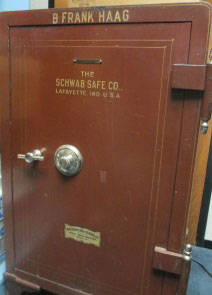 B FRANK HAAG
THE
SCHWAB SAFE CO.,
LAFAYETTE, IND. U.S.A